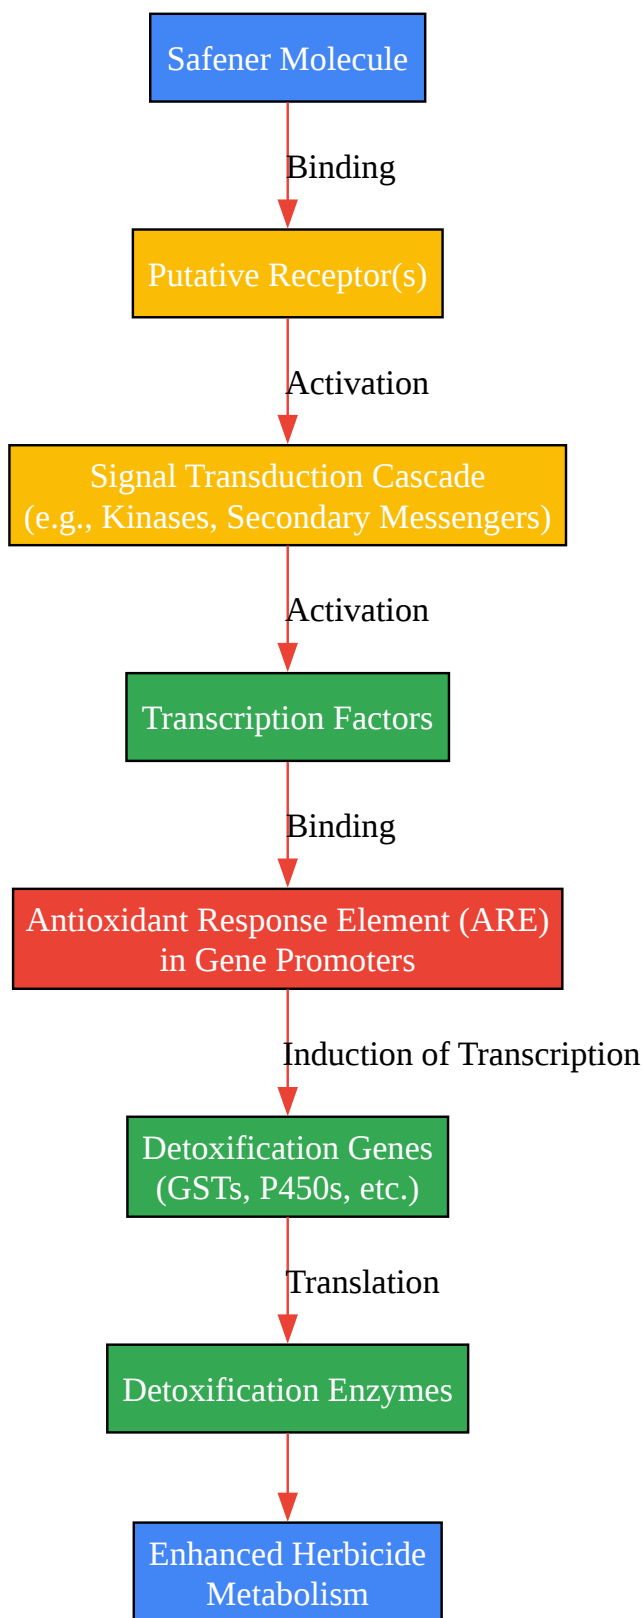 Safener Molecule
Binding
Putative Receptor(s)
Activation
Signal Transduction Cascade
(e.g., Kinases, Secondary Messengers)
Activation
Transcription Factors
Binding
Antioxidant Response Element (ARE)
in Gene Promoters
Induction of Transcription
Detoxification Genes
(GSTs, P450s, etc.)
Translation
Detoxification Enzymes
Enhanced Herbicide
Metabolism